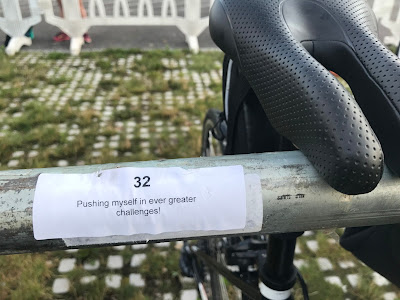 32
Pushing myself in ever greater
challenges!